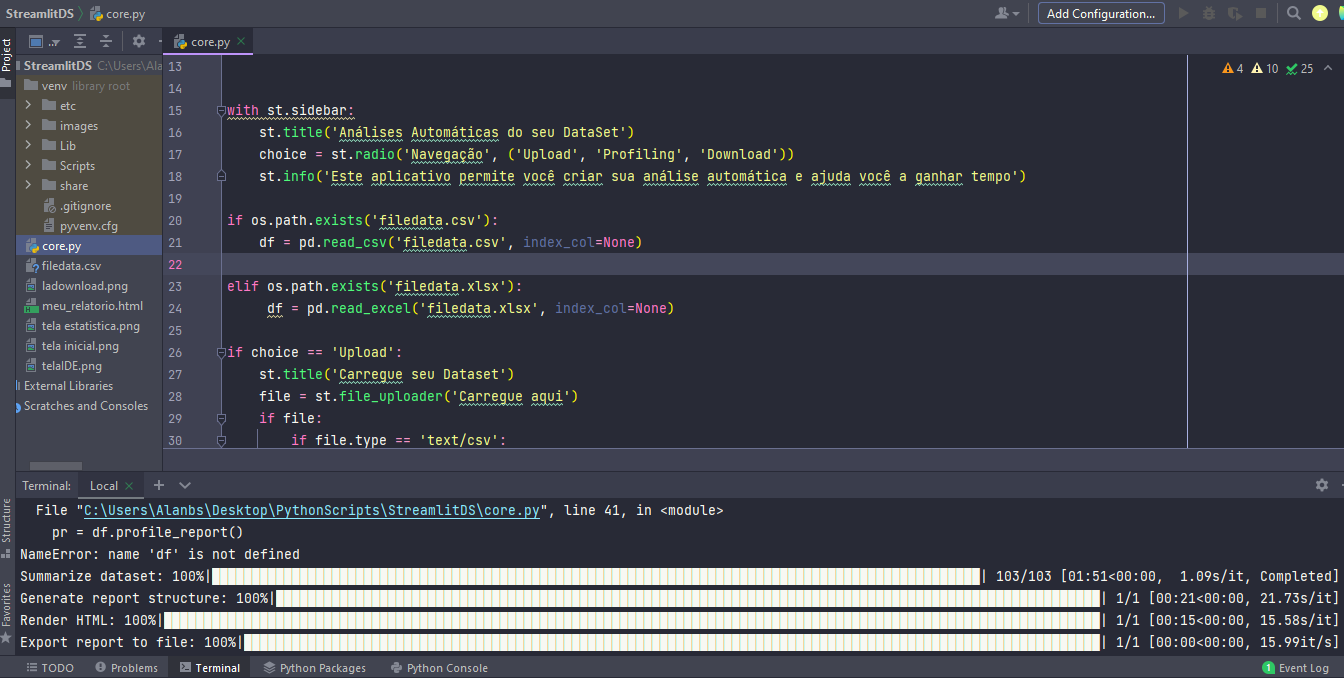 StreamlitDS
core.py
Add Configuration...
Project
core.py
StreamlitDS C:\Users\Ala
venv library root
etc
images
Lib
Scripts
share
.gitignore
pyvenv.cfg
core.py
filedata.csv
ladownload.png
meu_relatorio.html
tela estatistica.png
tela inicial.png
telaIDE.png
External Libraries
Scratches and Consoles
4 10 25
13
14
15 with st.sidebar:
16 st.title('Análises Automáticas do seu DataSet')
17 choice = st.radio('Navegação', ('Upload', 'Profiling', 'Download'))
18 st.info('Este aplicativo permite você criar sua análise automática e ajuda você a ganhar tempo')
19
20 if os.path.exists('filedata.csv'):
21 df = pd.read_csv('filedata.csv', index_col=None)
22
23 elif os.path.exists('filedata.xlsx'):
24 df = pd.read_excel('filedata.xlsx', index_col=None)
25
26 if choice == 'Upload':
27 st.title('Carregue seu Dataset')
28 file = st.file_uploader('Carregue aqui')
29 if file:
30 if file.type == 'text/csv':
Terminal: Local
Structure
Favorites
File "C:\Users\Alanbs\Desktop\PythonScripts\StreamlitDS\core.py", line 41, in <module>
pr = df.profile_report()
NameError: name 'df' is not defined
Summarize dataset: 100%| | 103/103 [01:51<00:00, 1.09s/it, Completed]
Generate report structure: 100%| | 1/1 [00:21<00:00, 21.73s/it]
Render HTML: 100%| | 1/1 [00:15<00:00, 15.58s/it]
Export report to file: 100%| | 1/1 [00:00<00:00, 15.99it/s]
TODO
Problems
Terminal
Python Packages
Python Console
1 Event Log